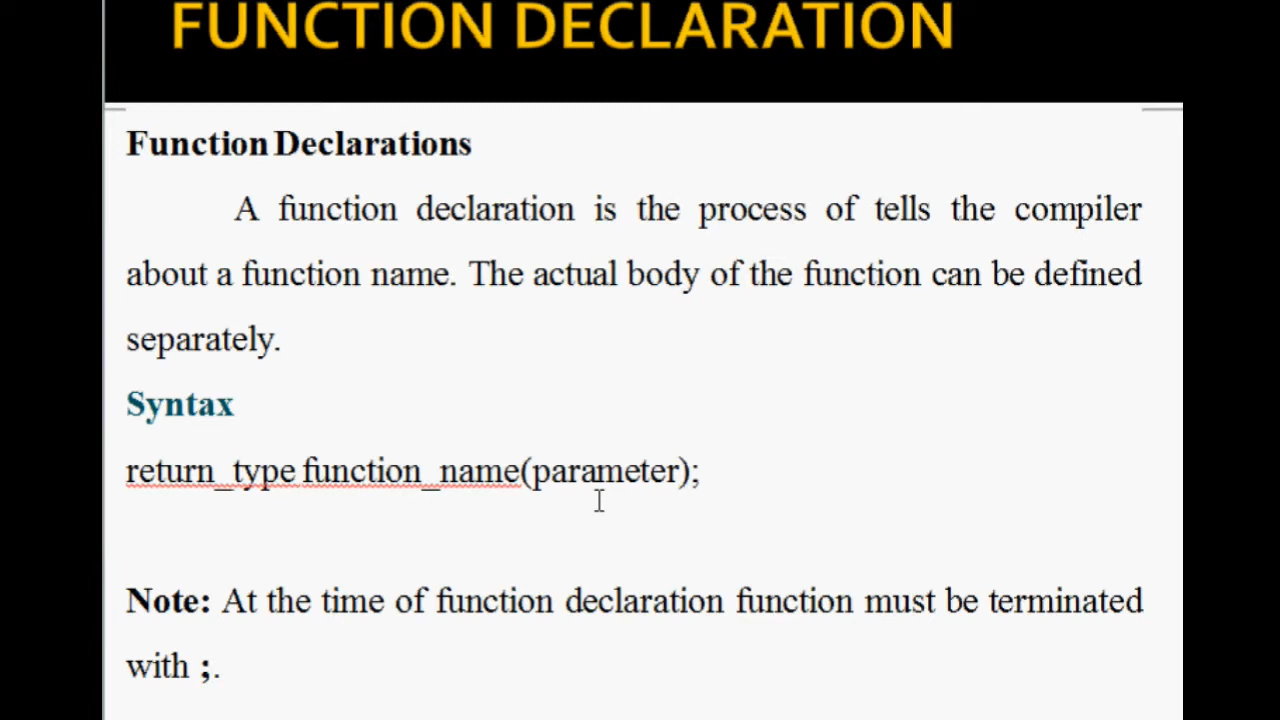 FUNCTION DECLARATION
Function Declarations
A function declaration is the process of tells the compiler
about a function name. The actual body of the function can be defined
separately.
Syntax
return_type function_name(parameter);
Note: At the time of function declaration function must be terminated
with ;.